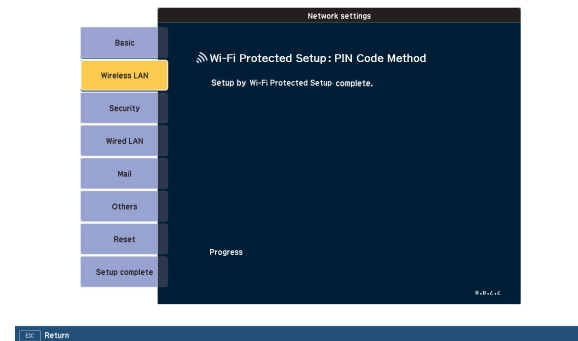 Network settings
Basic
Wireless LAN
Security
Wired LAN
Mail
Others
Reset
Setup complete
Wi-Fi Protected Setup: PIN Code Method
Setup by Wi-Fi Protected Setup complete.
Progress
ESC Return